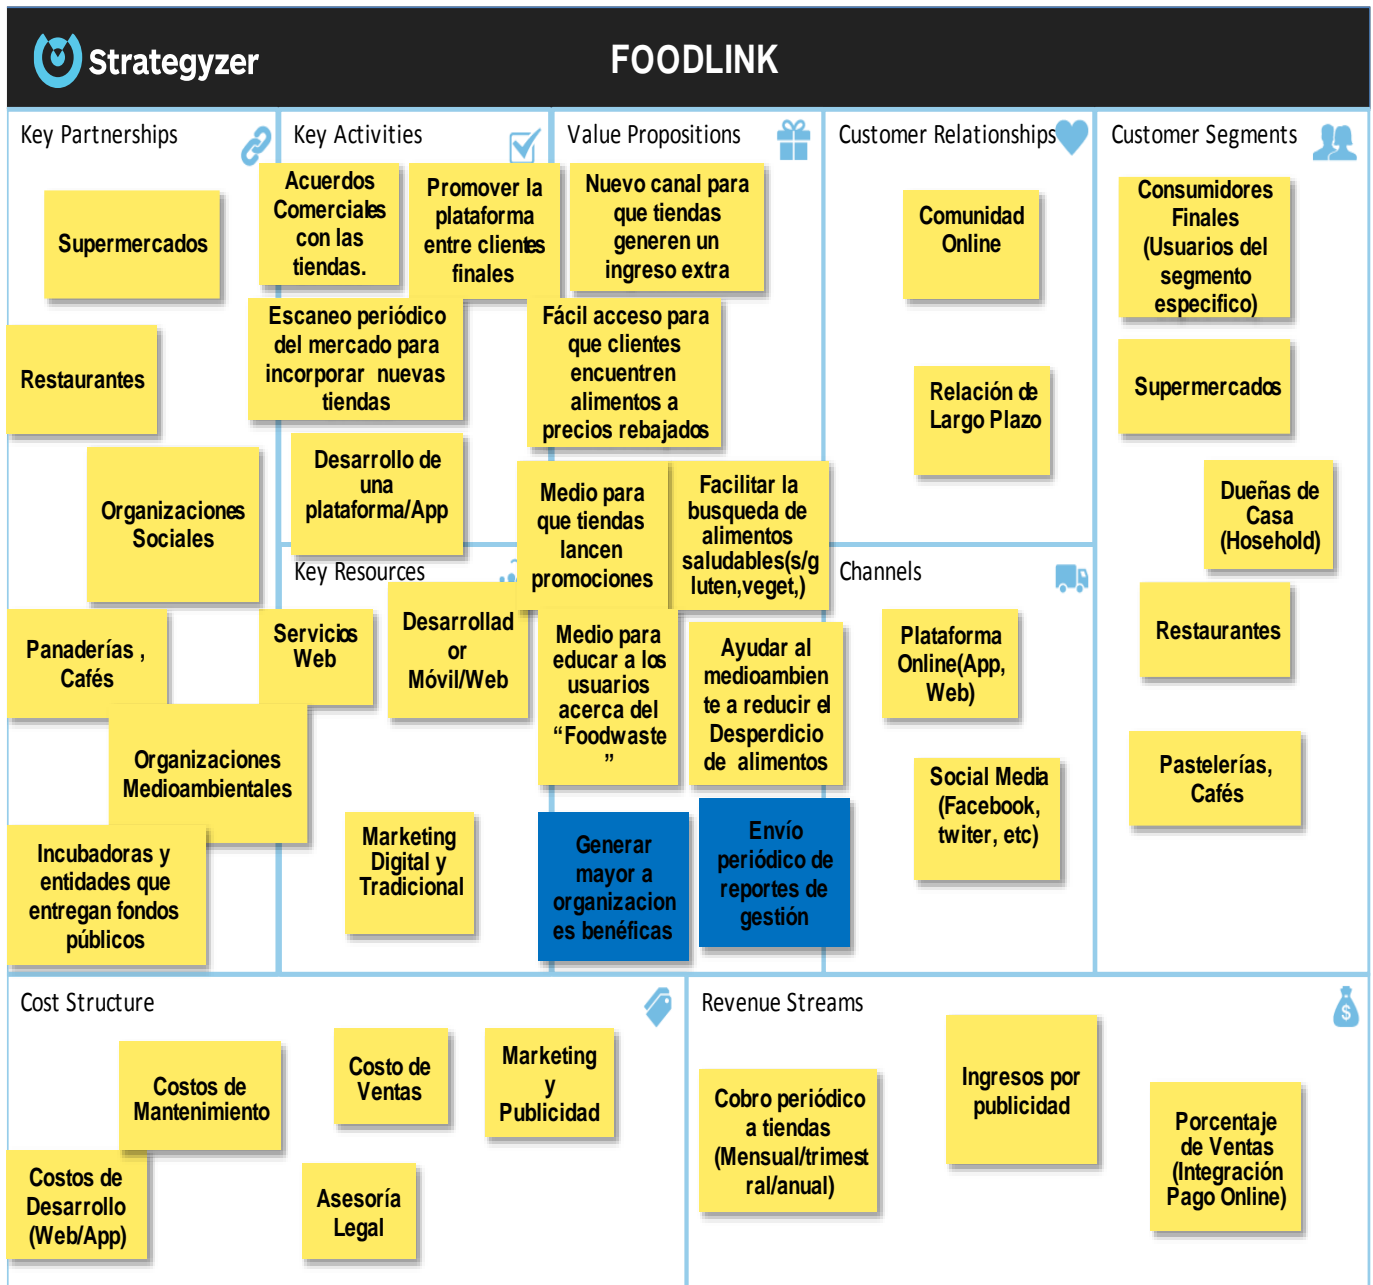 Strategyzer
FOODLINK
Key Partnerships
Supermercados
Restaurantes
Organizaciones
Sociales
Panaderías ,
Cafés
Organizaciones
Medioambientales
Incubadoras y
entidades que
entregan fondos
públicos
Key Activities
Acuerdos
Comerciales
con las
tiendas.
Promover la
plataforma
entre clientes
finales
Escaneo periódico
del mercado para
incorporar nuevas
tiendas
Desarrollo de
una
plataforma/App
Key Resources
Servicios
Web
Desarrollad
or
Móvil/Web
Marketing
Digital y
Tradicional
Value Propositions
Nuevo canal para
que tiendas
generen un
ingreso extra
Fácil acceso para
que clientes
encuentren
alimentos a
precios rebajados
Medio para
que tiendas
lancen
promociones
Facilitar la
busqueda de
alimentos
saludables(s/g
luten,veget,)
Medio para
educar a los
usuarios
acerca del
“Foodwaste
”
Ayudar al
medioambien
te a reducir el
Desperdicio
de alimentos
Generar
mayor a
organizacion
es benéficas
Envío
periódico de
reportes de
gestión
Customer Relationships
Comunidad
Online
Relación de
Largo Plazo
Channels
Plataforma
Online(App,
Web)
Social Media
(Facebook,
twiter, etc)
Customer Segments
Consumidores
Finales
(Usuarios del
segmento
especifico)
Supermercados
Dueñas de
Casa
(Hosehold)
Restaurantes
Pastelerías,
Cafés
Cost Structure
Costos de
Mantenimiento
Costo de
Ventas
Marketing
y
Publicidad
Costos de
Desarrollo
(Web/App)
Asesoría
Legal
Revenue Streams
$
Cobro periódico
a tiendas
(Mensual/trimest
ral/anual)
Ingresos por
publicidad
Porcentaje
de Ventas
(Integración
Pago Online)